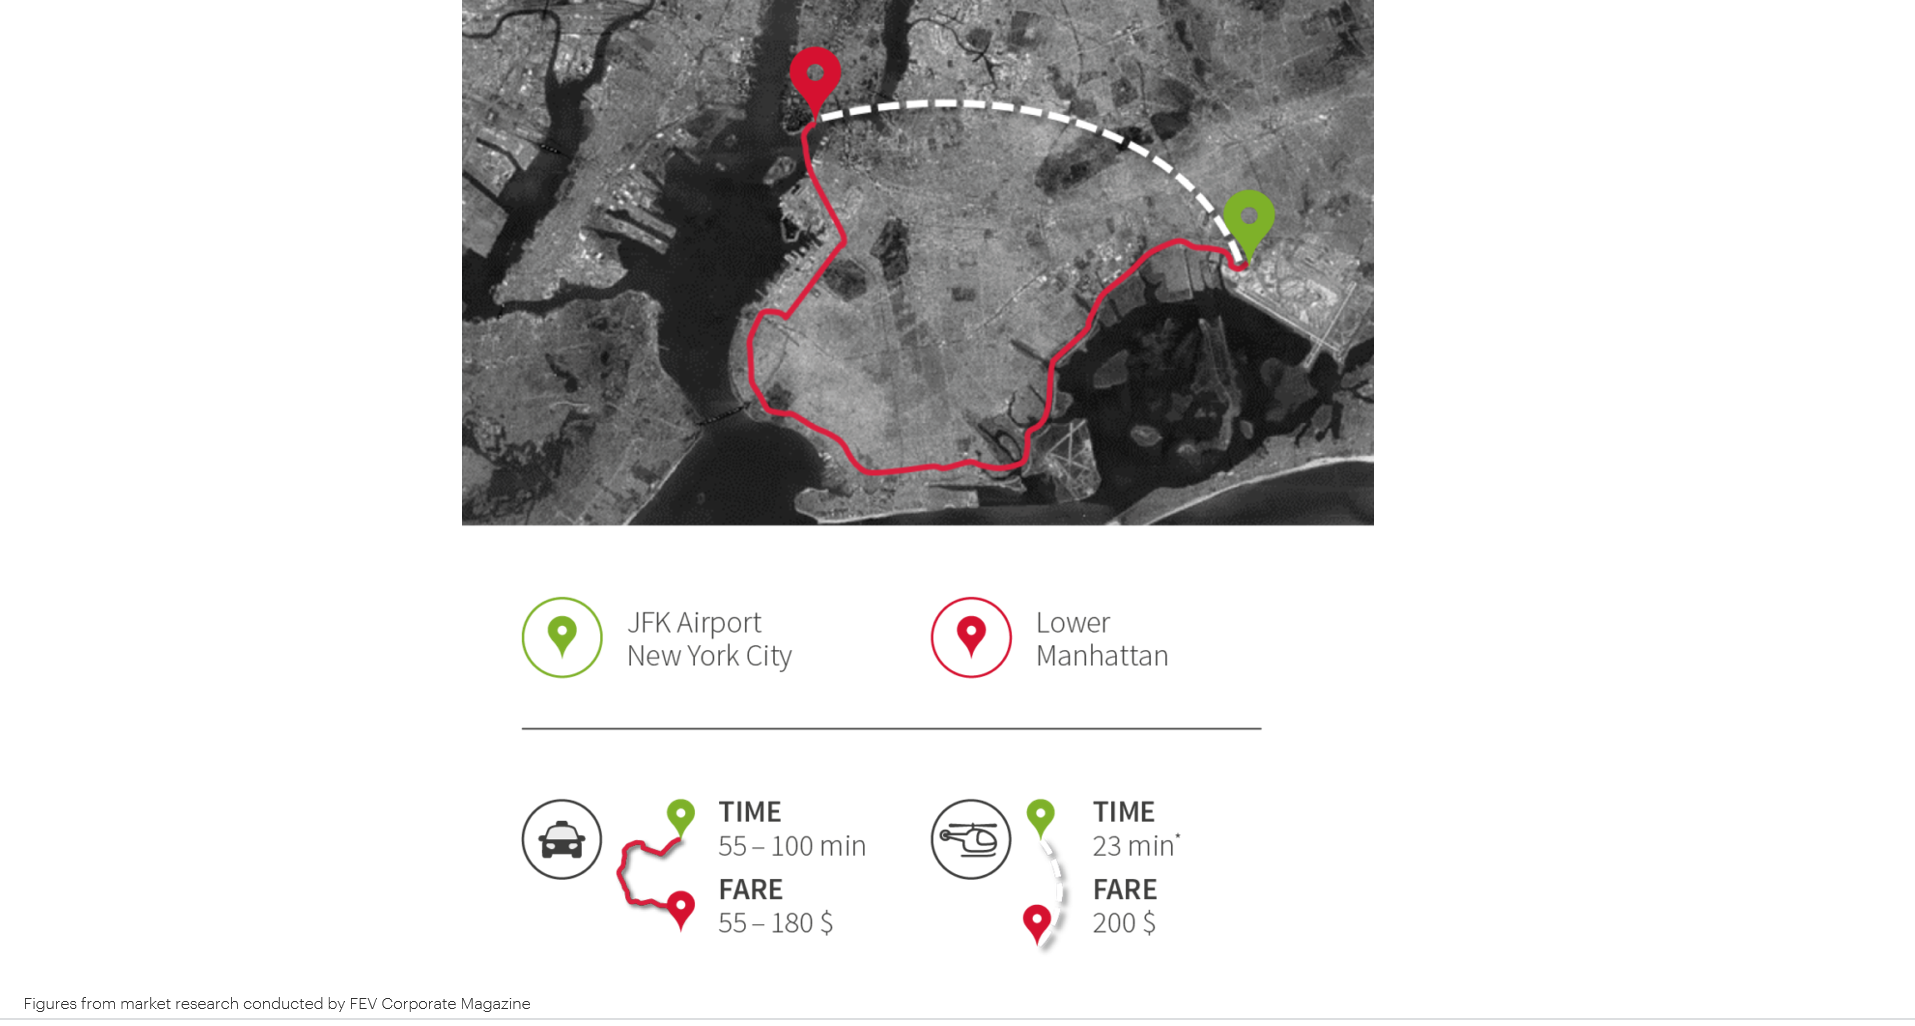 JFK Airport
New York City
Lower
Manhattan
TIME
55 – 100 min
FARE
55 – 180 $
TIME
23 min*
FARE
200 $
Figures from market research conducted by FEV Corporate Magazine